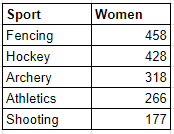 Sport Women
Fencing 458
Hockey 428
Archery 318
Athletics 266
Shooting 177